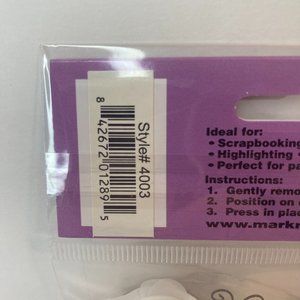 Style# 4003
8 42672 01289 5
Ideal for:
• Scrapbooking
• Highlighting •
• Perfect for pa
Instructions:
1. Gently remo
2. Position on
3. Press in place
www.markr